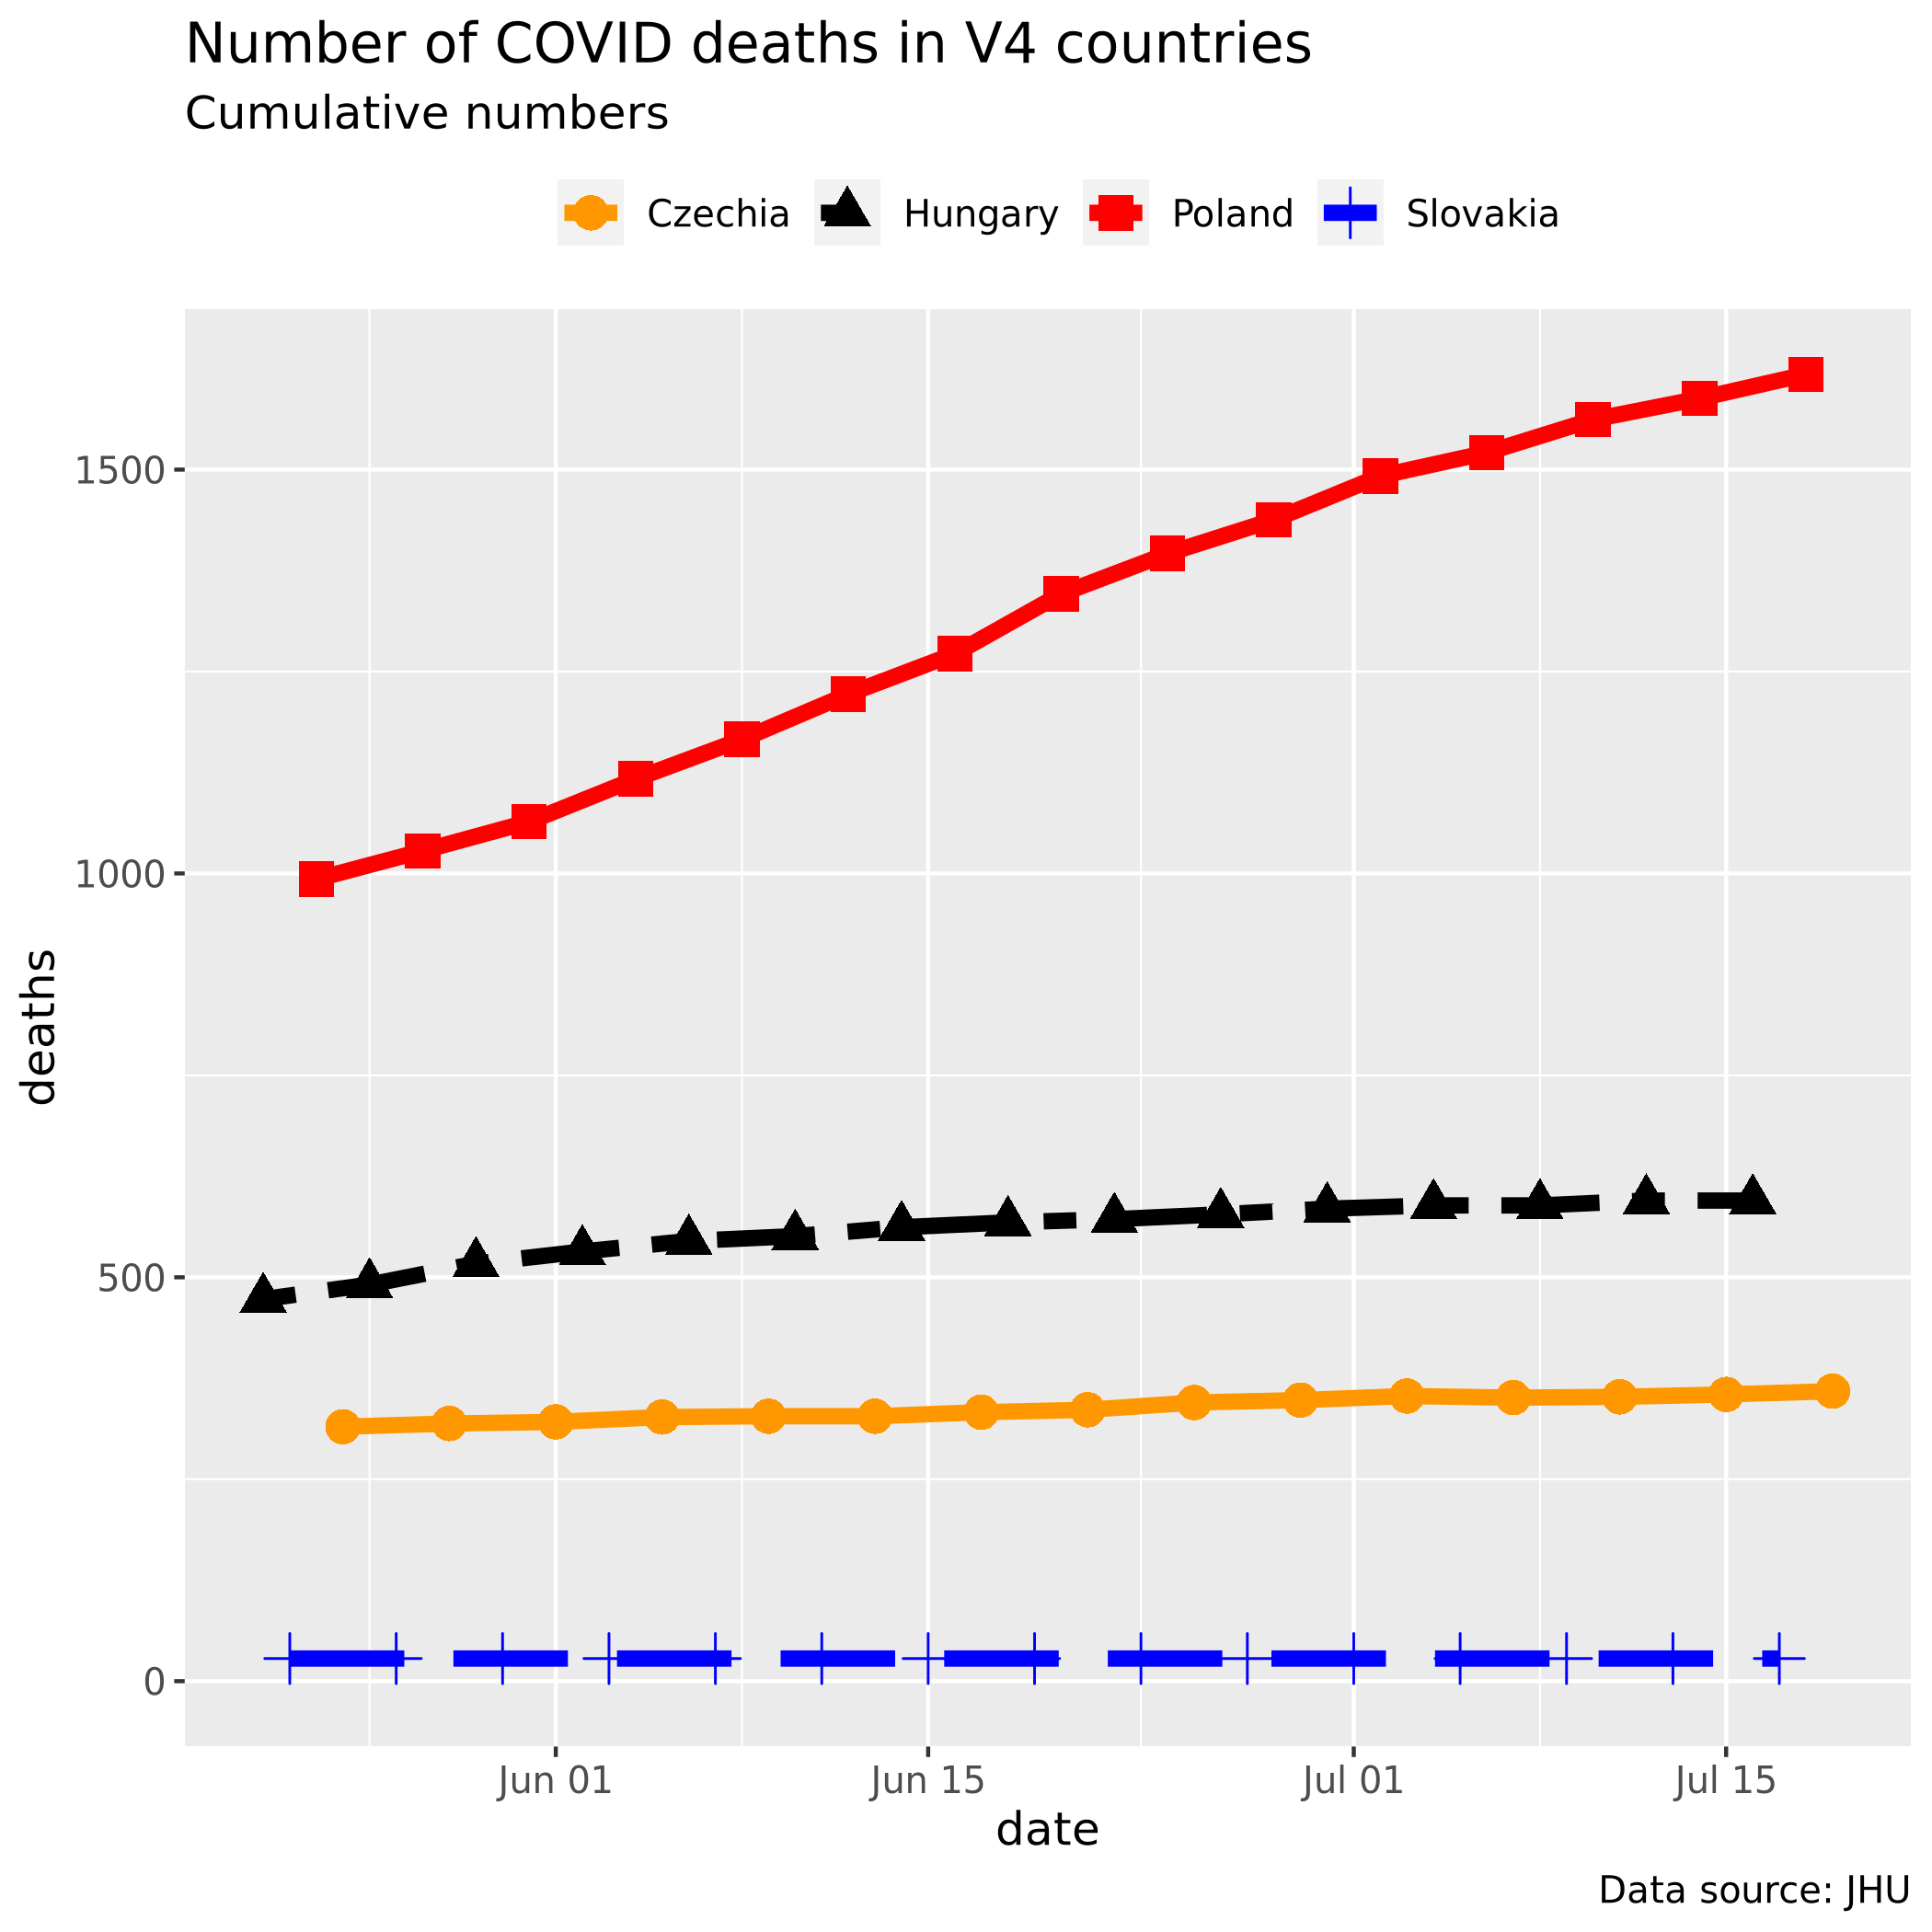 Number of COVID deaths in V4 countries
Cumulative numbers
Czechia Hungary Poland Slovakia
1500
1000
500
0
deaths
Jun 01 Jun 15 Jul 01 Jul 15
date
Data source: JHU